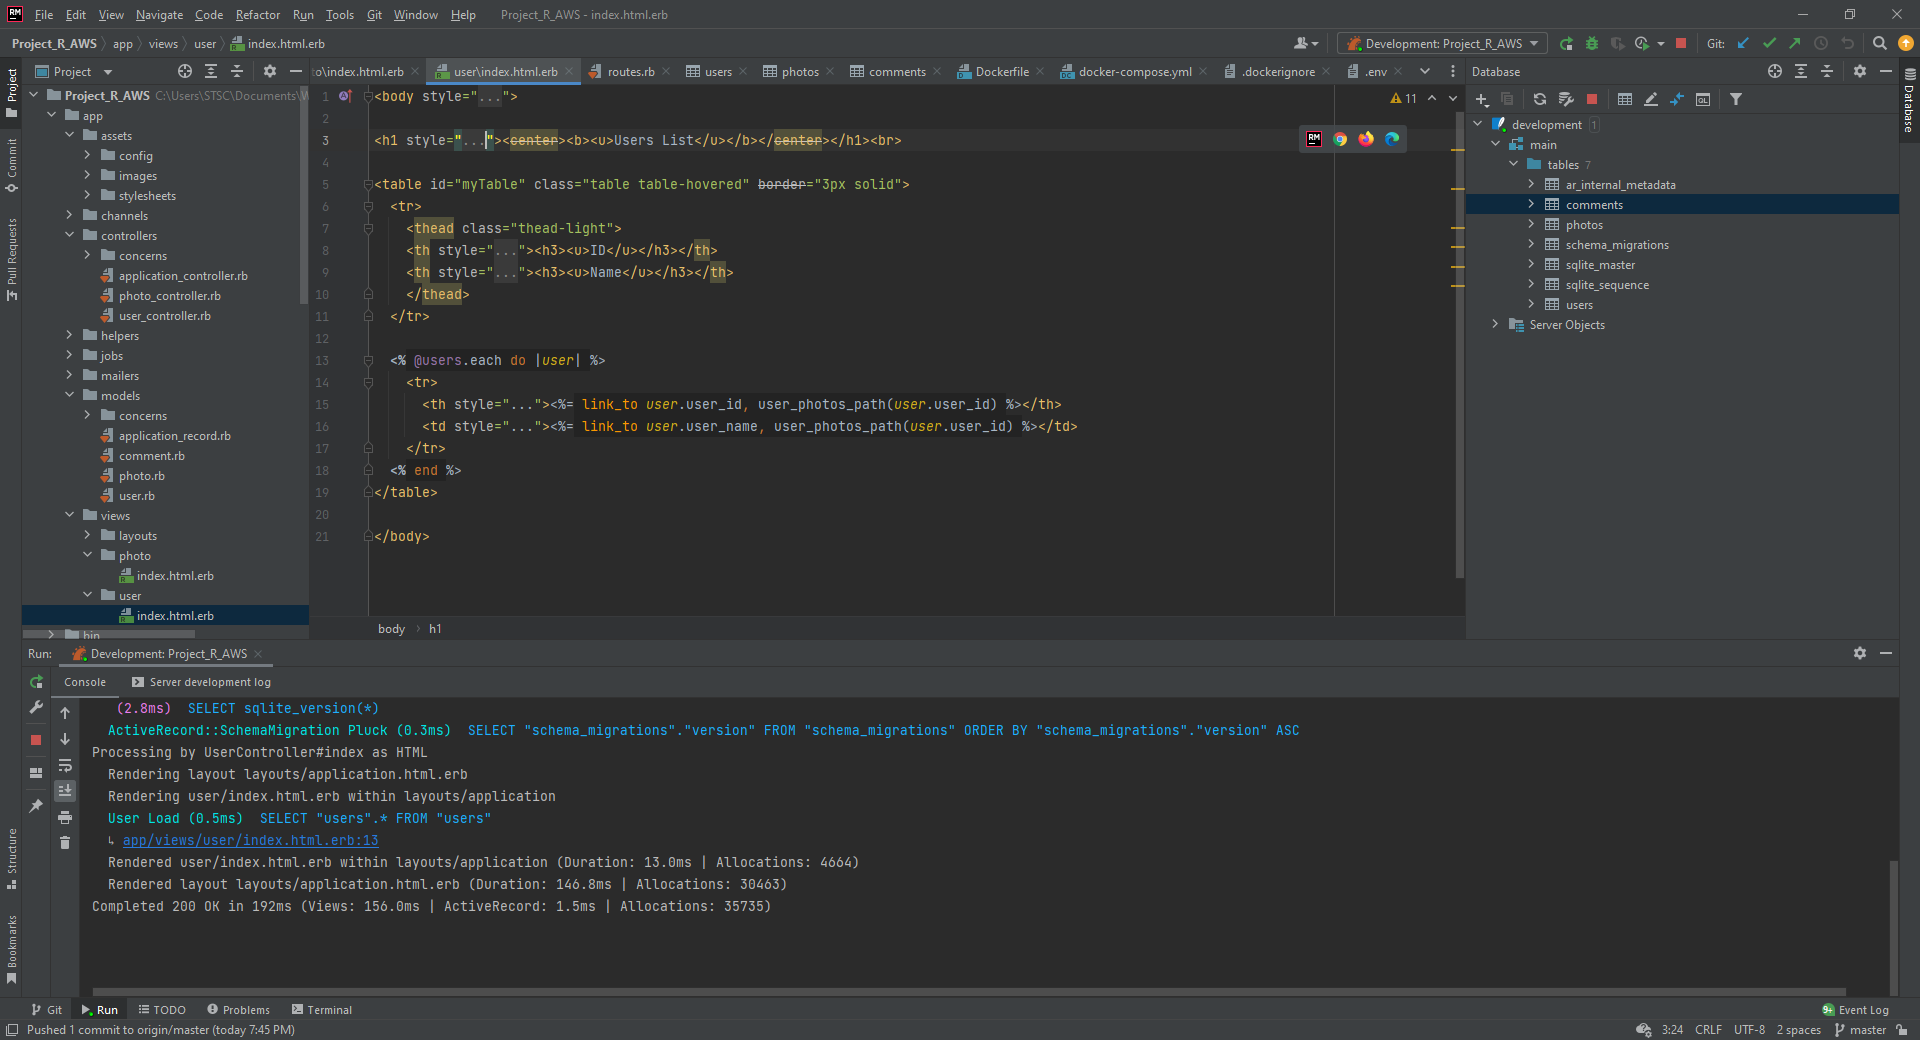 RM File Edit View Navigate Code Refactor Run Tools Git Window Help Project_R_AWS - index.html.erb
Project_R_AWS app views user index.html.erb Development: Project_R_AWS Git:
Project to\index.html.erb user\index.html.erb routes.rb users photos comments Dockerfile docker-compose.yml .dockerignore .env Database
Project
Commit
Pull Requests
Structure
Bookmarks
Database
Project_R_AWS C:\Users\STSC\Documents\W
app
assets
config
images
stylesheets
channels
controllers
concerns
application_controller.rb
photo_controller.rb
user_controller.rb
helpers
jobs
mailers
models
concerns
application_record.rb
comment.rb
photo.rb
user.rb
views
layouts
photo
index.html.erb
user
index.html.erb
bin
1 <body style="...">
2
3 <h1 style="..."><center><b><u>Users List</u></b></center></h1><br>
4
5 <table id="myTable" class="table table-hovered" border="3px solid">
6 <tr>
7 <thead class="thead-light">
8 <th style="..."><h3><u>ID</u></h3></th>
9 <th style="..."><h3><u>Name</u></h3></th>
10 </thead>
11 </tr>
12
13 <% @users.each do |user| %>
14 <tr>
15 <th style="..."><%= link_to user.user_id, user_photos_path(user.user_id) %></th>
16 <td style="..."><%= link_to user.user_name, user_photos_path(user.user_id) %></td>
17 </tr>
18 <% end %>
19 </table>
20
21 </body>
11
RM
body h1
development 1
main
tables 7
ar_internal_metadata
comments
photos
schema_migrations
sqlite_master
sqlite_sequence
users
Server Objects
Run: Development: Project_R_AWS
Console Server development log
(2.8ms) SELECT sqlite_version(*)
ActiveRecord::SchemaMigration Pluck (0.3ms) SELECT "schema_migrations"."version" FROM "schema_migrations" ORDER BY "schema_migrations"."version" ASC
Processing by UserController#index as HTML
Rendering layout layouts/application.html.erb
Rendering user/index.html.erb within layouts/application
User Load (0.5ms) SELECT "users".* FROM "users"
↳ app/views/user/index.html.erb:13
Rendered user/index.html.erb within layouts/application (Duration: 13.0ms | Allocations: 4664)
Rendered layout layouts/application.html.erb (Duration: 146.8ms | Allocations: 30463)
Completed 200 OK in 192ms (Views: 156.0ms | ActiveRecord: 1.5ms | Allocations: 35735)
Git Run TODO Problems Terminal 9+ Event Log
Pushed 1 commit to origin/master (today 7:45 PM) 3:24 CRLF UTF-8 2 spaces master